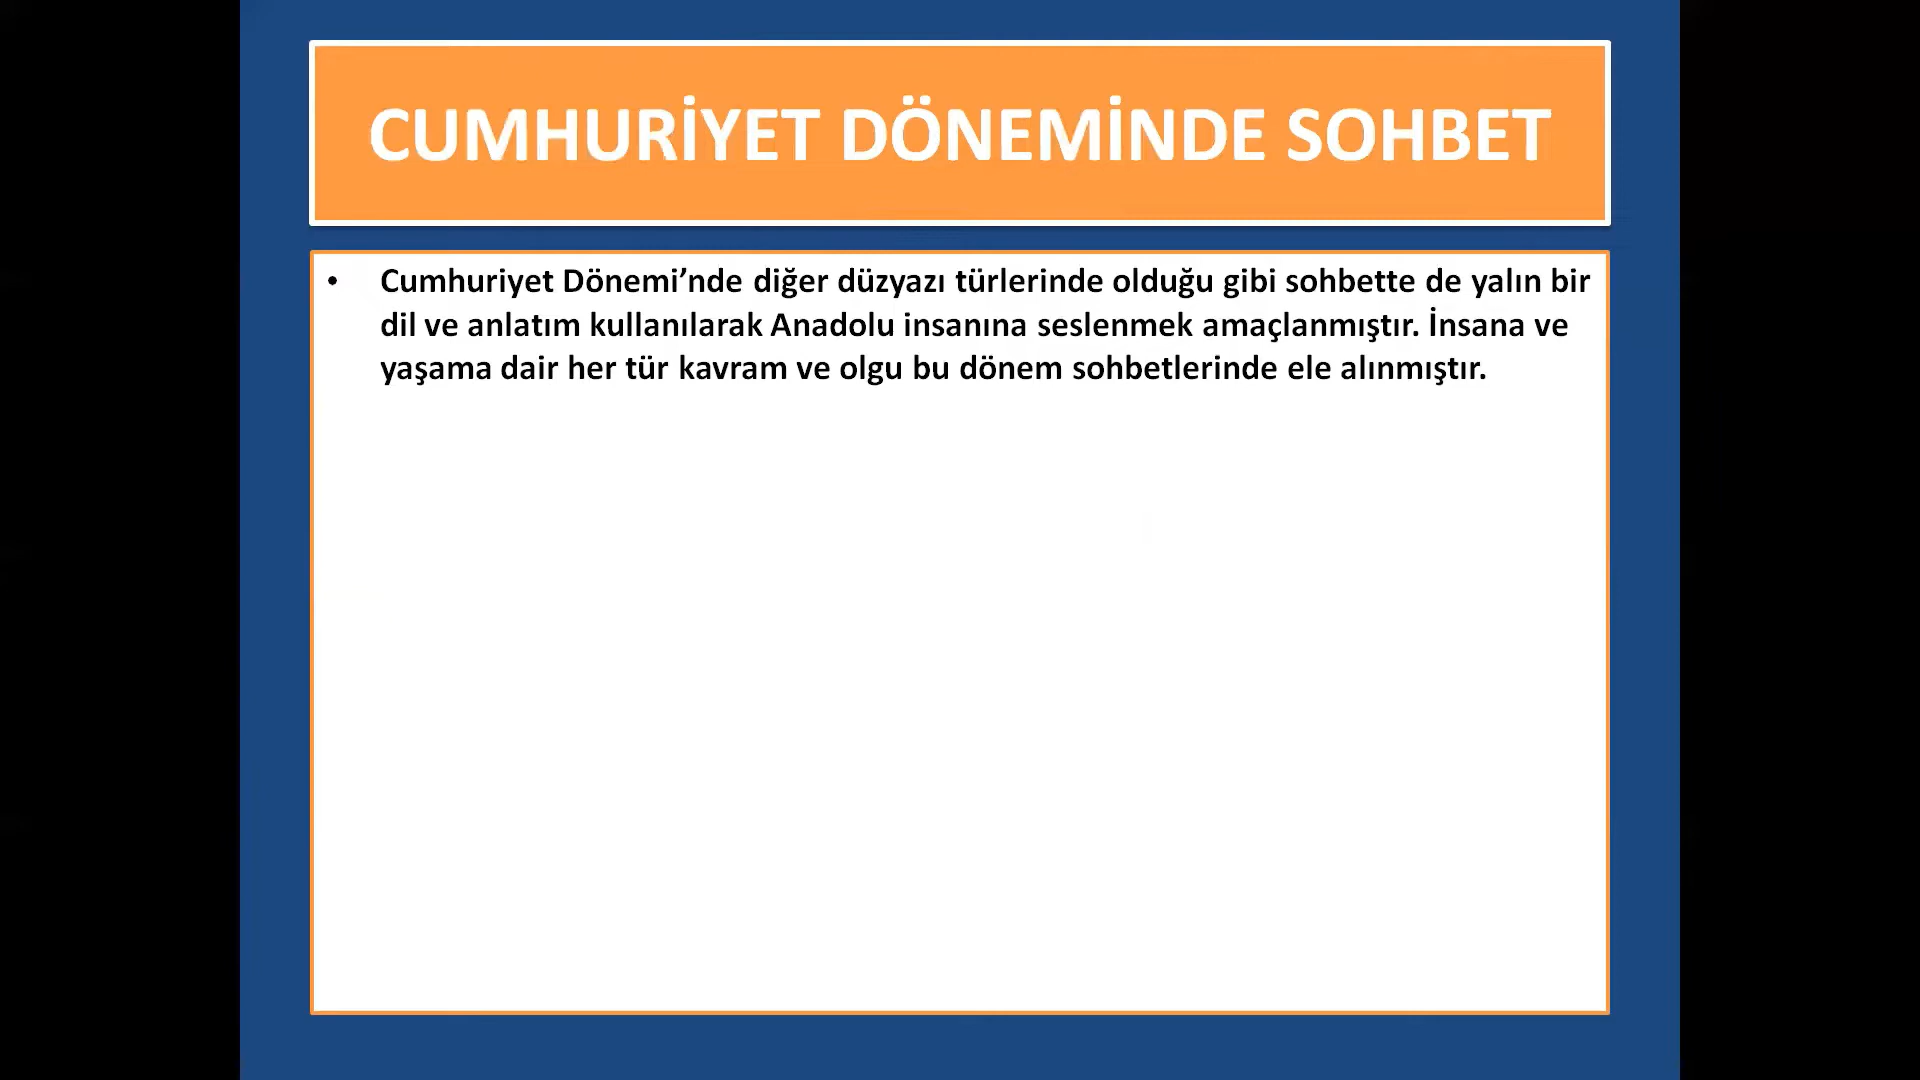 CUMHURİYET DÖNEMİNDE SOHBET
• Cumhuriyet Dönemi’nde diğer düzyazı türlerinde olduğu gibi sohbette de yalın bir
dil ve anlatım kullanılarak Anadolu insanına seslenmek amaçlanmıştır. İnsana ve
yaşama dair her tür kavram ve olgu bu dönem sohbetlerinde ele alınmıştır.